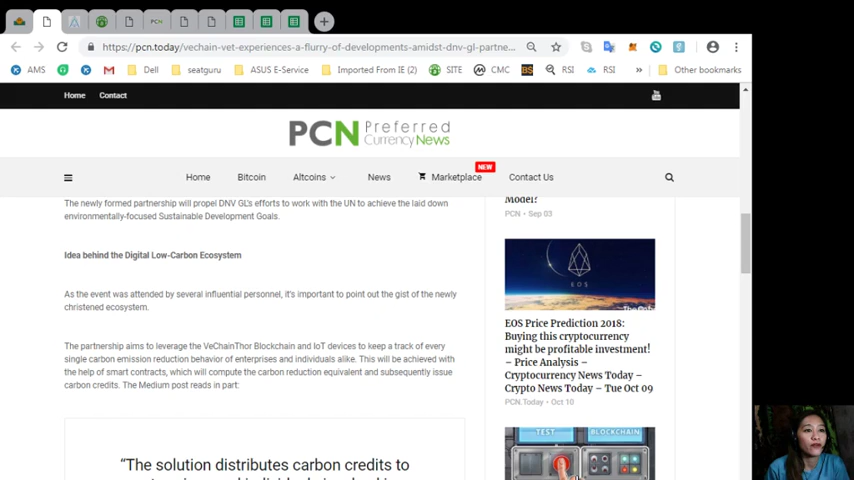 https://pcn.today/vechain-vet-experiences-a-flurry-of-developments-amidst-dnv-gl-partne...
AMS
Dell
seatguru
ASUS E-Service
Imported From IE (2)
SITE
CMC
RSI
RSI
»
Other bookmarks
Home
Contact
PCN Preferred
Currency News
NEW
Home
Bitcoin
Altcoins
News
Marketplace
Contact Us
The newly formed partnership will propel DNV GL's efforts to work with the UN to achieve the laid down
environmentally-focused Sustainable Development Goals.
Idea behind the Digital Low-Carbon Ecosystem
As the event was attended by several influential personnel, it's important to point out the gist of the newly
christened ecosystem.
The partnership aims to leverage the VeChainThor Blockchain and IoT devices to keep a track of every
single carbon emission reduction behavior of enterprises and individuals alike. This will be achieved with
the help of smart contracts, which will compute the carbon reduction equivalent and subsequently issue
carbon credits. The Medium post reads in part:
"The solution distributes carbon credits to
Model?
PCN - Sep 03
EOS
EOS Price Prediction 2018:
Buying this cryptocurrency
might be profitable investment!
– Price Analysis –
Cryptocurrency News Today –
Crypto News Today – Tue Oct 09
PCN.Today - Oct 10
TEST
BLOCKCHAIN